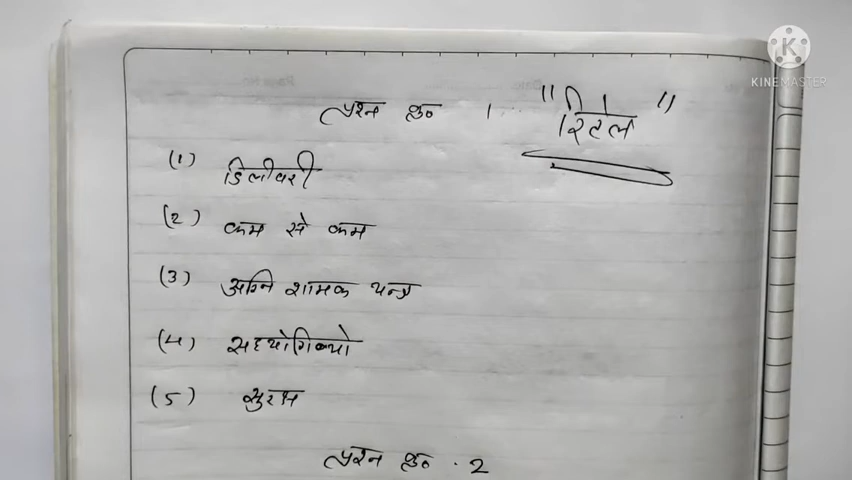 प्रश्न क्र० 1 ... "रिटेल"
(1) डिलीवरी
(2) कम से कम
(3) अग्नि शामक यन्त्र
(4) सहयोगियो
(5) सुरक्षा
प्रश्न क्र० . 2
KINEMASTER